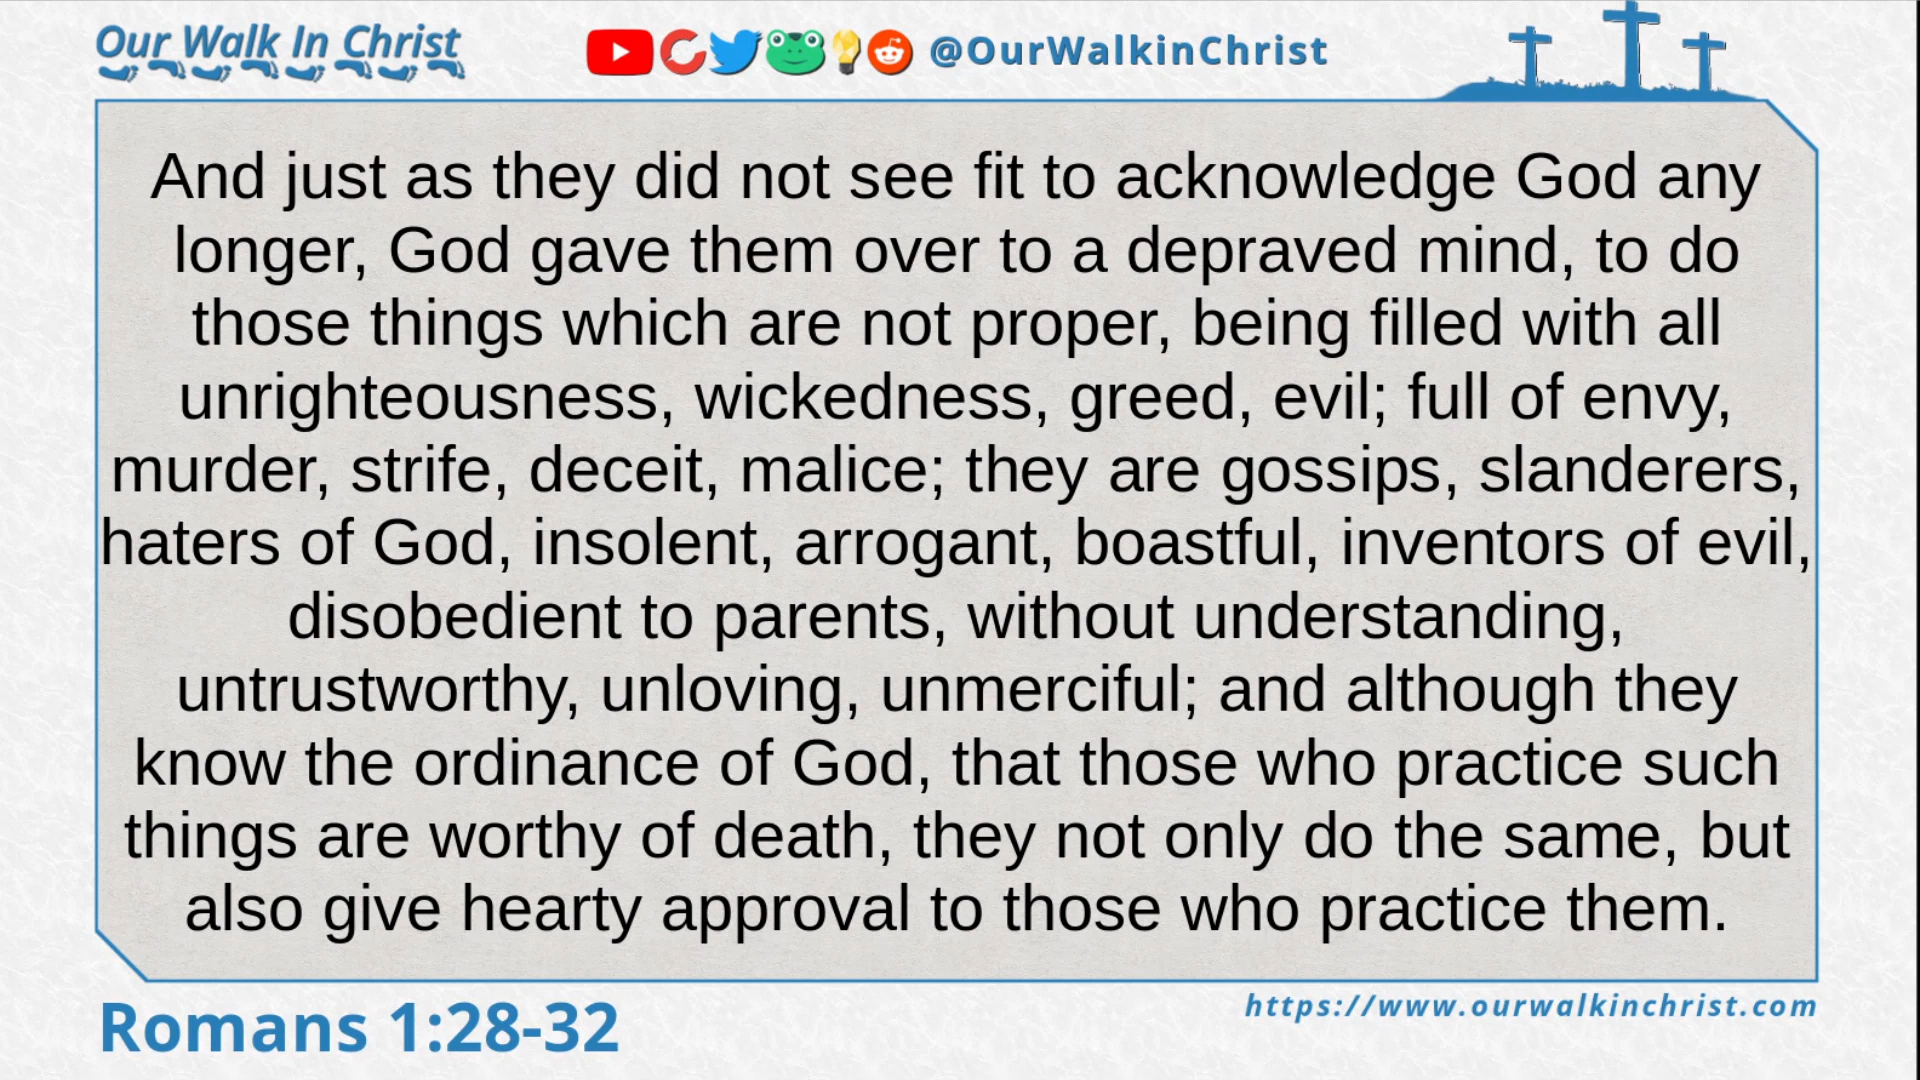 Our Walk In Christ
@OurWalkinChrist
And just as they did not see fit to acknowledge God any
longer, God gave them over to a depraved mind, to do
those things which are not proper, being filled with all
unrighteousness, wickedness, greed, evil; full of envy,
murder, strife, deceit, malice; they are gossips, slanderers,
haters of God, insolent, arrogant, boastful, inventors of evil,
disobedient to parents, without understanding,
untrustworthy, unloving, unmerciful; and although they
know the ordinance of God, that those who practice such
things are worthy of death, they not only do the same, but
also give hearty approval to those who practice them.
Romans 1:28-32
https://www.ourwalkinchrist.com